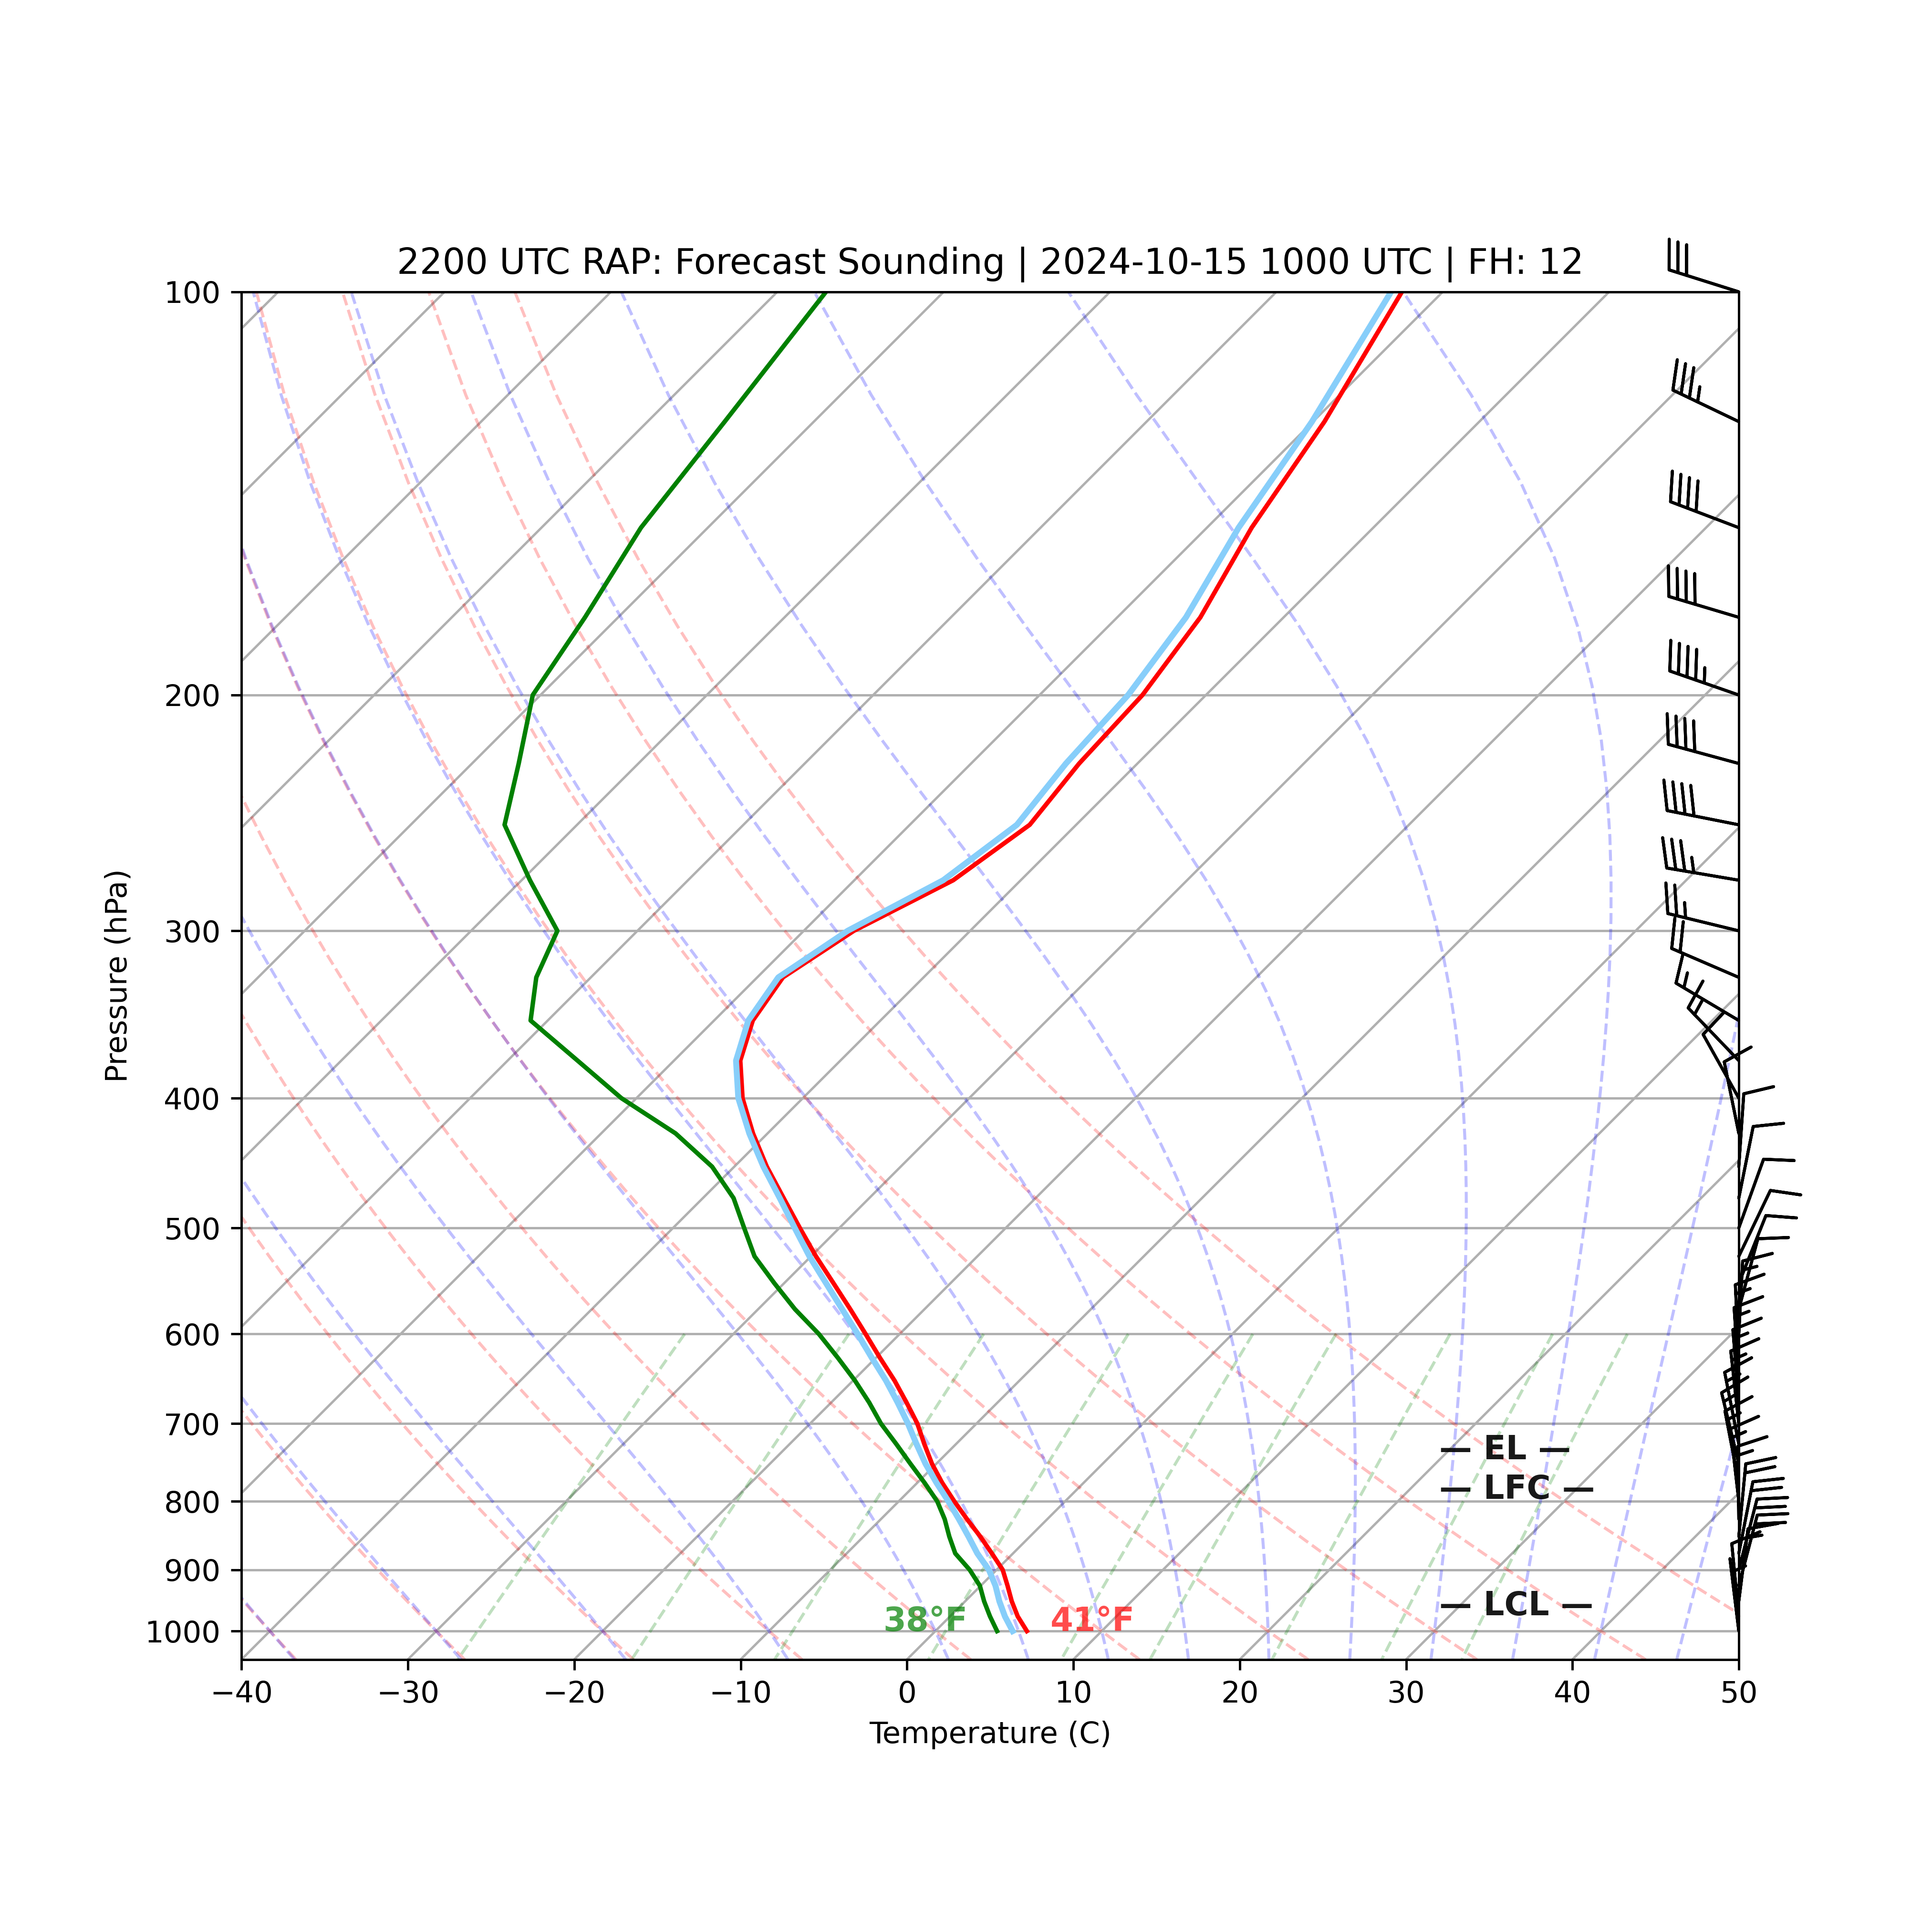 2200 UTC RAP: Forecast Sounding | 2024-10-15 1000 UTC | FH: 12
100
200
300
400
500
600
700
800
900
1000
Pressure (hPa)
— EL —
— LFC —
— LCL —
38°F
41°F
−40 −30 −20 −10 0 10 20 30 40 50
Temperature (C)